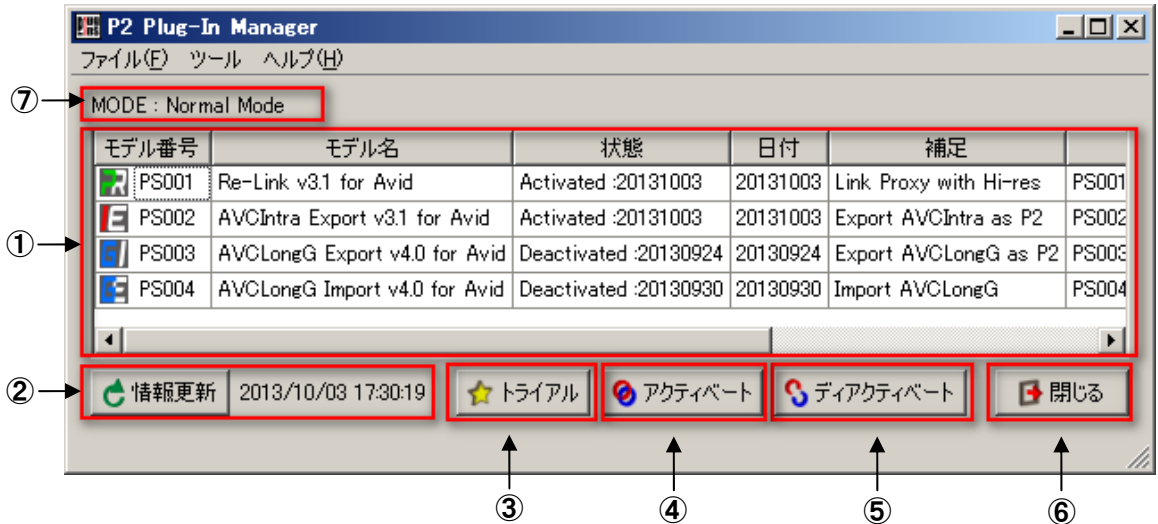 P2 Plug-In Manager
ファイル(F) ツール ヘルプ(H)
⑦
MODE : Normal Mode
モデル番号 モデル名 状態 日付 補足
PS001 Re-Link v3.1 for Avid Activated :20131003 20131003 Link Proxy with Hi-res PS001
PS002 AVCIntra Export v3.1 for Avid Activated :20131003 20131003 Export AVCIntra as P2 PS002
① PS003 AVCLongG Export v4.0 for Avid Deactivated :20130924 20130924 Export AVCLongG as P2 PS003
PS004 AVCLongG Import v4.0 for Avid Deactivated :20130930 20130930 Import AVCLongG PS004
② 情報更新 2013/10/03 17:30:19 トライアル アクティベート ディアクティベート 閉じる
③ ④ ⑤ ⑥